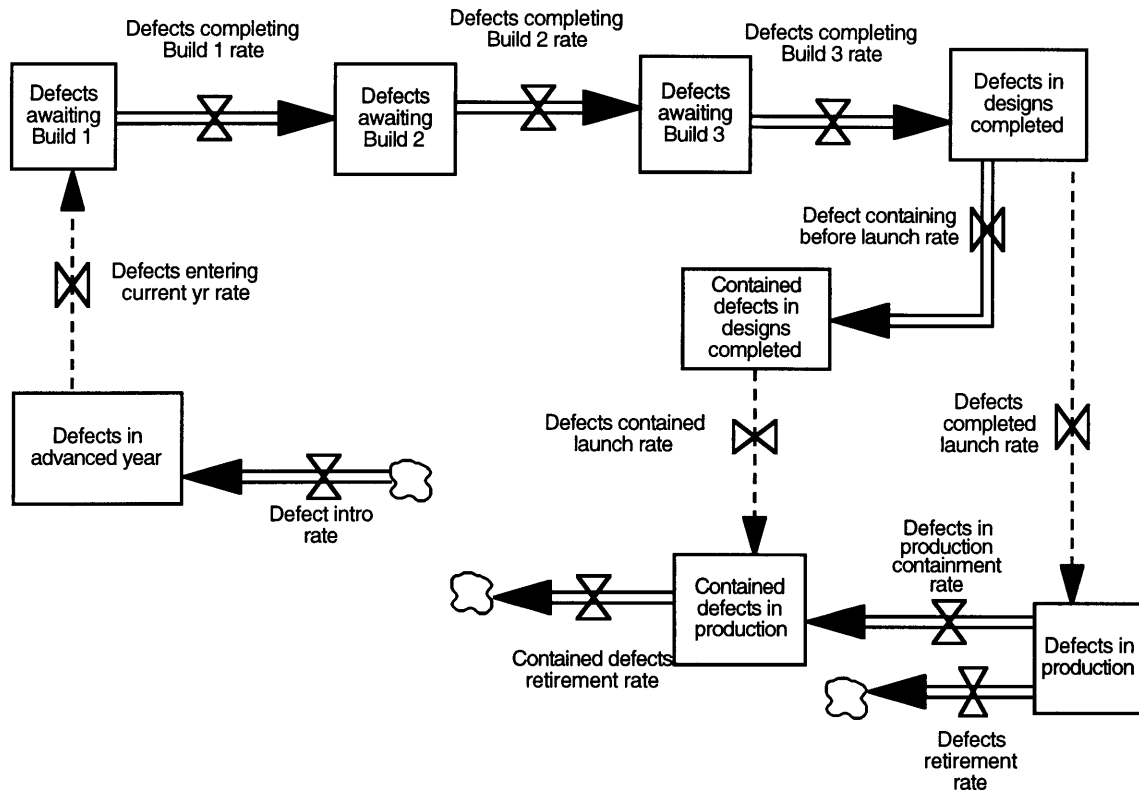 Defects completing
Build 1 rate
Defects completing
Build 2 rate
Defects completing
Build 3 rate
Defects
awaiting
Build 1
Defects
awaiting
Build 2
Defects
awaiting
Build 3
Defects in
designs
completed
Defect containing
before launch rate
Defects entering
current yr rate
Contained
defects in
designs
completed
Defects in
advanced year
Defect intro
rate
Defects contained
launch rate
Defects
completed
launch rate
Defects in
production
containment
rate
Contained
defects in
production
Contained defects
retirement rate
Defects in
production
Defects
retirement
rate